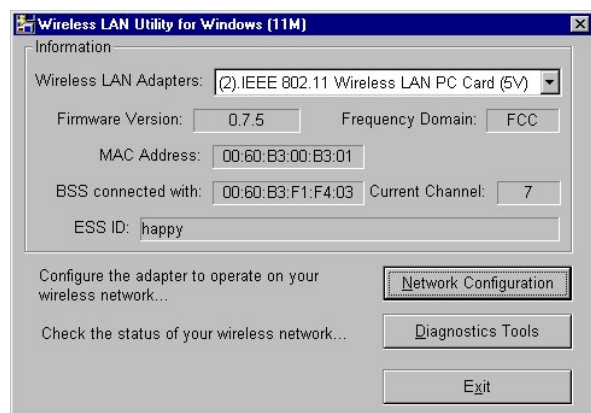 Wireless LAN Utility for Windows (11M)
Information
Wireless LAN Adapters: (2).IEEE 802.11 Wireless LAN PC Card (5V)
Firmware Version: 0.7.5 Frequency Domain: FCC
MAC Address: 00:60:B3:00:B3:01
BSS connected with: 00:60:B3:F1:F4:03 Current Channel: 7
ESS ID: happy
Configure the adapter to operate on your
wireless network...
Network Configuration
Check the status of your wireless network...
Diagnostics Tools
Exit